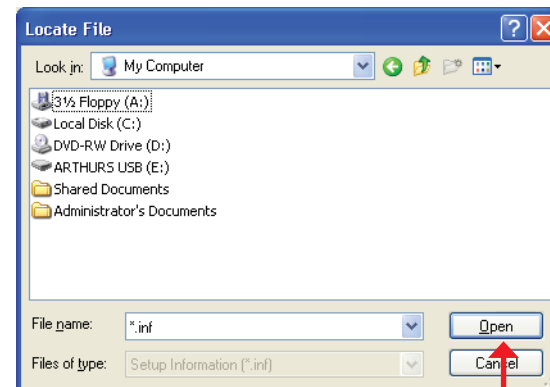 Locate File
Look in: My Computer
3½ Floppy (A:)
Local Disk (C:)
DVD-RW Drive (D:)
ARTHURS USB (E:)
Shared Documents
Administrator's Documents
File name: *.inf Open
Files of type: Setup Information (*.inf) Cancel